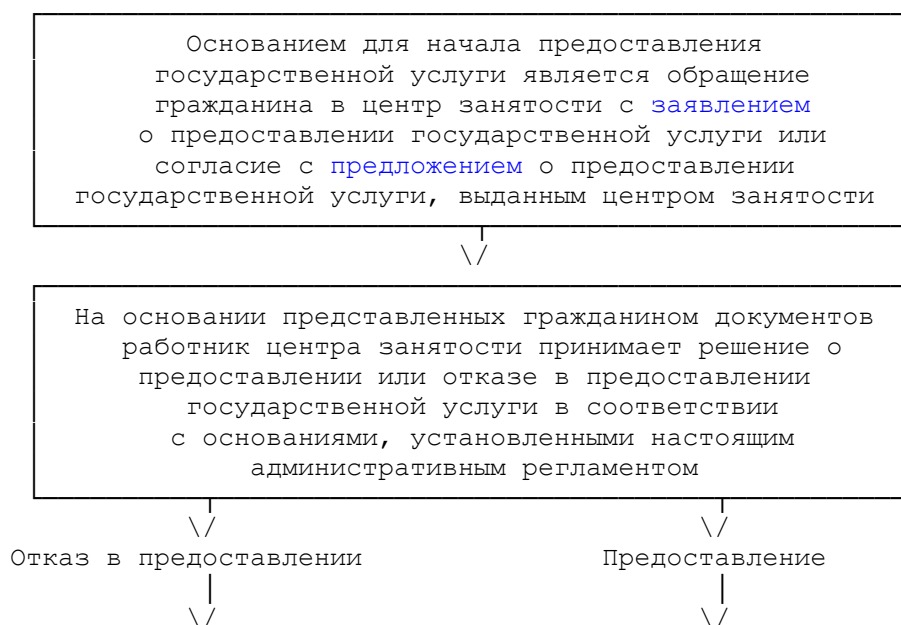 Основанием для начала предоставления
государственной услуги является обращение
гражданина в центр занятости с заявлением
о предоставлении государственной услуги или
согласие с предложением о предоставлении
государственной услуги, выданным центром занятости
\/
На основании представленных гражданином документов
работник центра занятости принимает решение о
предоставлении или отказе в предоставлении
государственной услуги в соответствии
с основаниями, установленными настоящим
административным регламентом
\/ \/
Отказ в предоставлении Предоставление
\/ \/